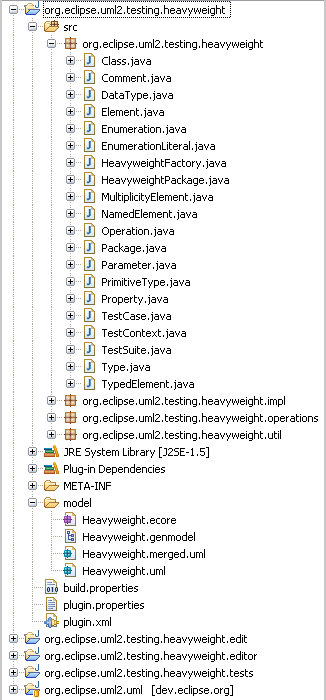 org.eclipse.uml2.testing.heavyweight
src
org.eclipse.uml2.testing.heavyweight
Class.java
Comment.java
DataType.java
Element.java
Enumeration.java
EnumerationLiteral.java
HeavyweightFactory.java
HeavyweightPackage.java
MultiplicityElement.java
NamedElement.java
Operation.java
Package.java
Parameter.java
PrimitiveType.java
Property.java
TestCase.java
TestContext.java
TestSuite.java
Type.java
TypedElement.java
org.eclipse.uml2.testing.heavyweight.impl
org.eclipse.uml2.testing.heavyweight.operations
org.eclipse.uml2.testing.heavyweight.util
JRE System Library [J2SE-1.5]
Plug-in Dependencies
META-INF
model
Heavyweight.ecore
Heavyweight.genmodel
Heavyweight.merged.uml
Heavyweight.uml
build.properties
plugin.properties
plugin.xml
org.eclipse.uml2.testing.heavyweight.edit
org.eclipse.uml2.testing.heavyweight.editor
org.eclipse.uml2.testing.heavyweight.tests
org.eclipse.uml2.uml [dev.eclipse.org]